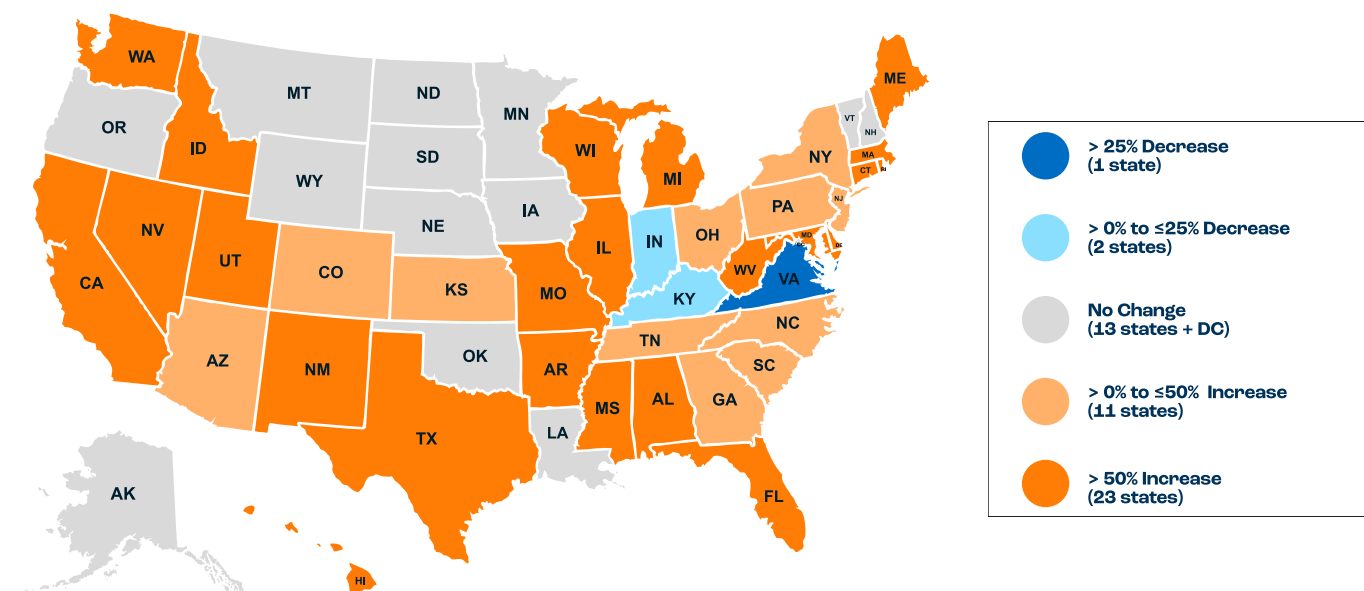 WA
MT
ND
MN
OR
ID
SD
WY
WI
MI
ME
VT
NH
NY
MA
CT
RI
IA
NE
PA
NJ
NV
UT
CO
KS
CA
IL
IN
OH
MD
DC
DE
WV
VA
MO
KY
NC
TN
AZ
NM
OK
AR
SC
MS
AL
GA
TX
LA
AK
FL
HI
> 25% Decrease
(1 state)
> 0% to ≤25% Decrease
(2 states)
No Change
(13 states + DC)
> 0% to ≤50% Increase
(11 states)
> 50% Increase
(23 states)